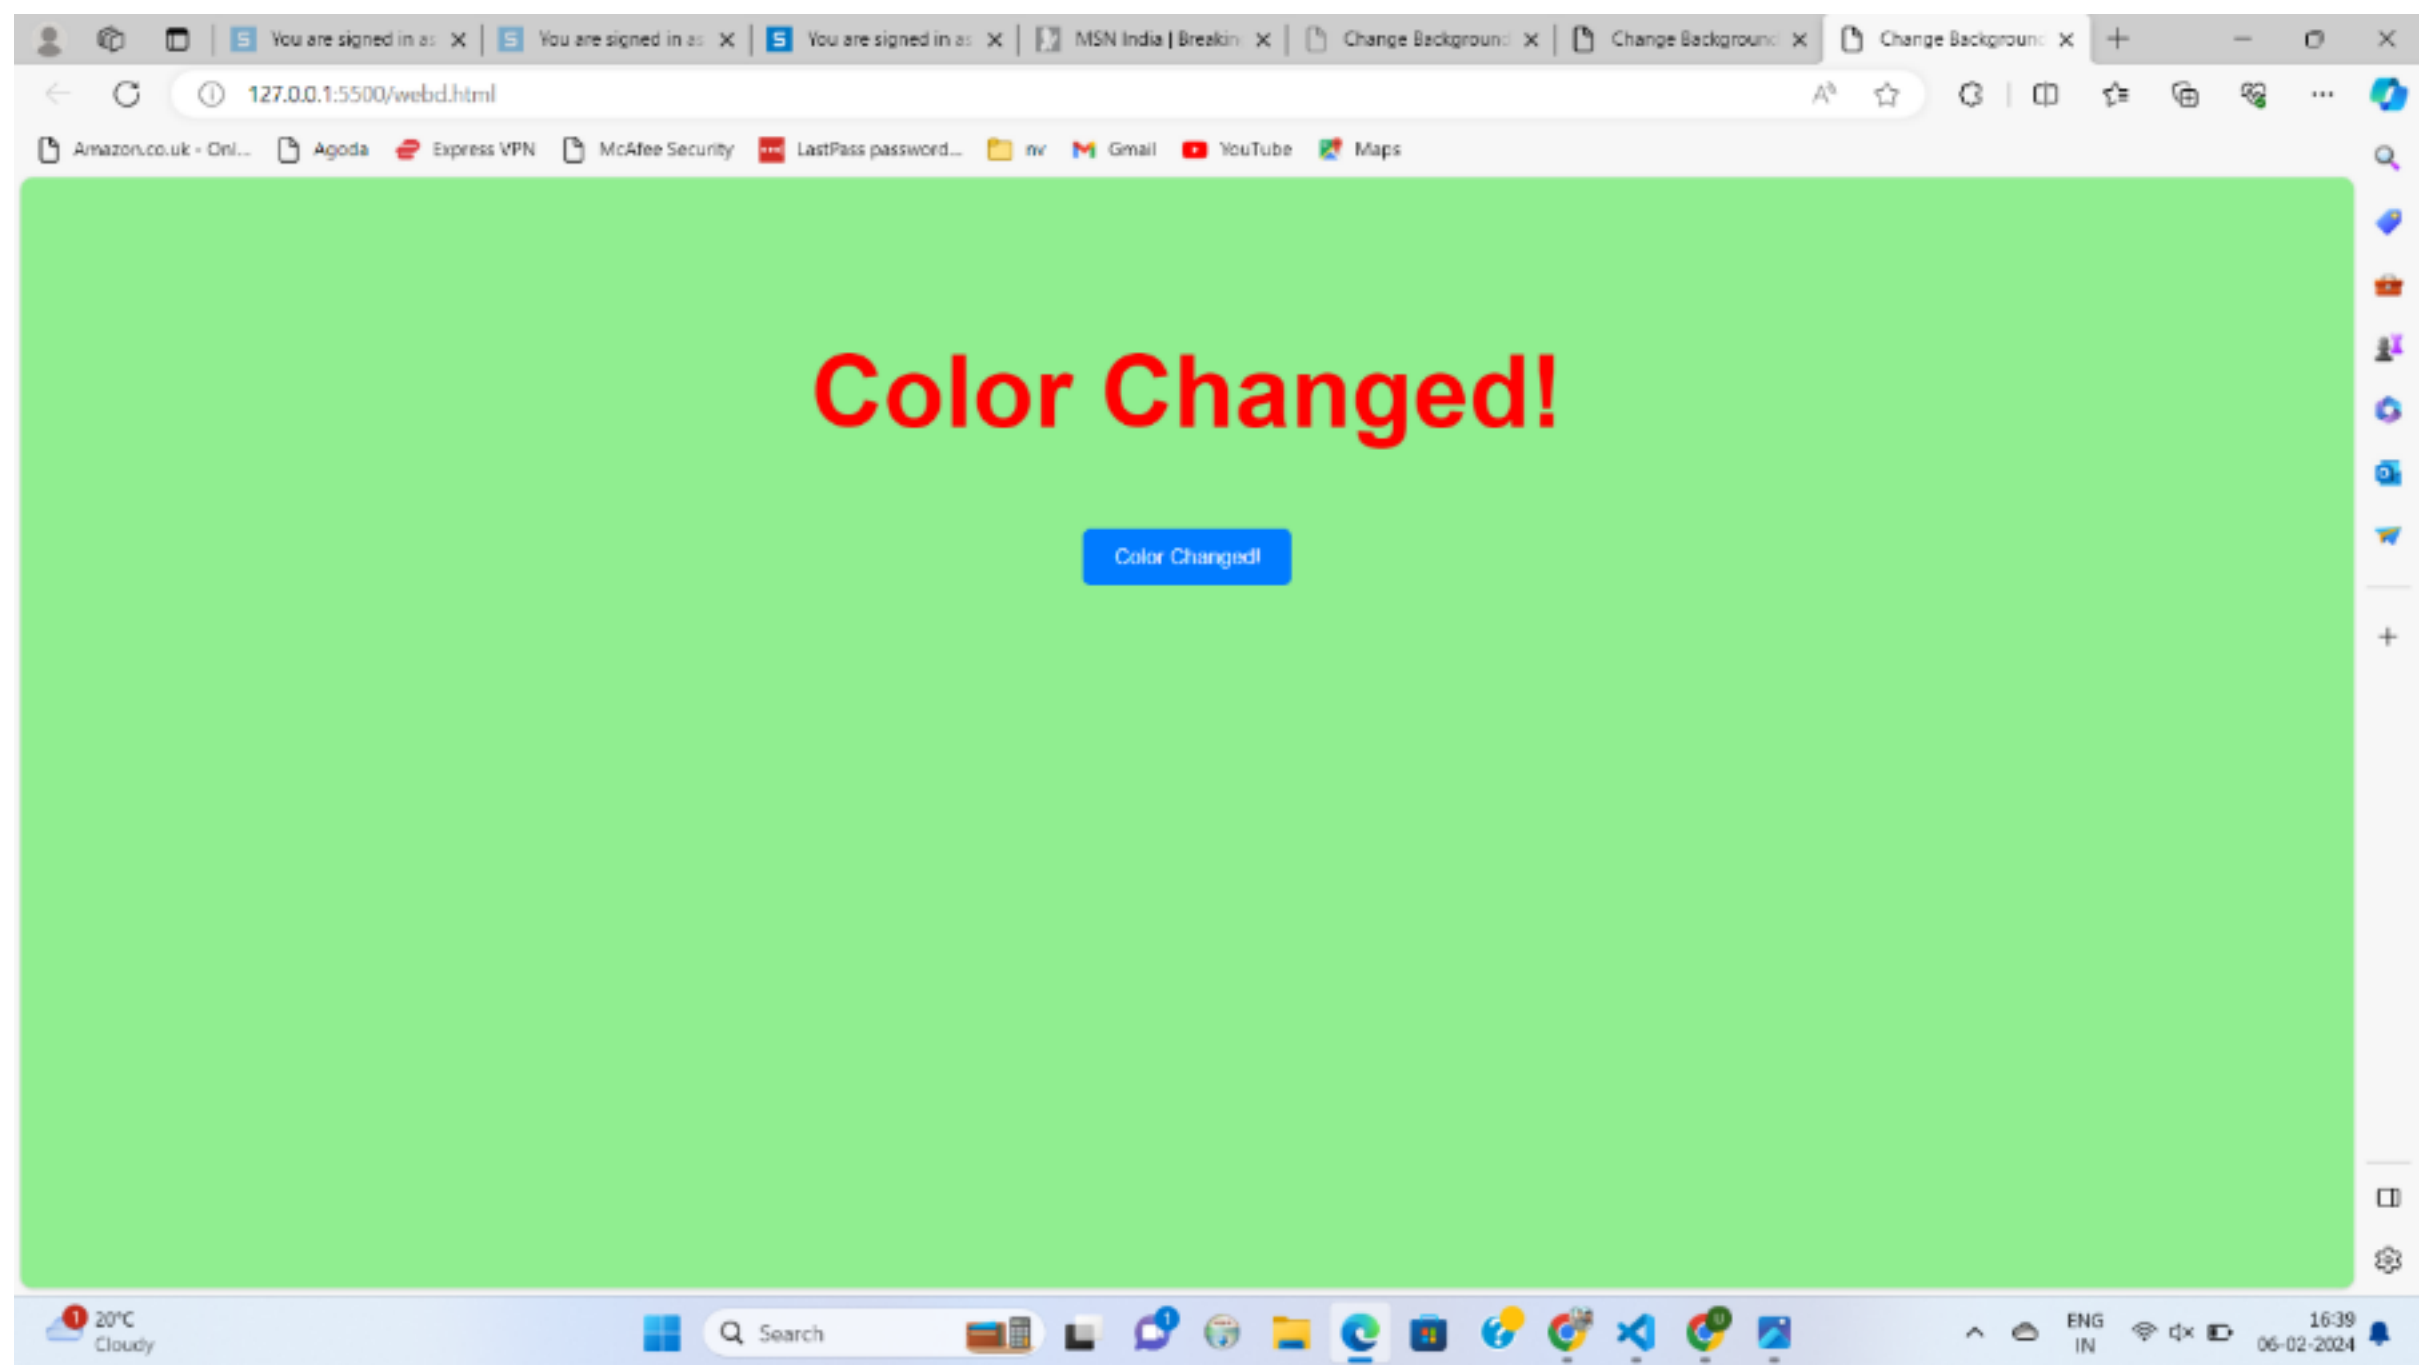 You are signed in as
You are signed in as
You are signed in as
MSN India | Breakin
Change Background
Change Background
Change Background
127.0.0.1:5500/webd.html
Amazon.co.uk - Onl...
Agoda
Express VPN
McAfee Security
LastPass password...
nv
Gmail
YouTube
Maps
Color Changed!
Color Changed!
20°C
Cloudy
Search
ENG
IN
16:39
06-02-2024